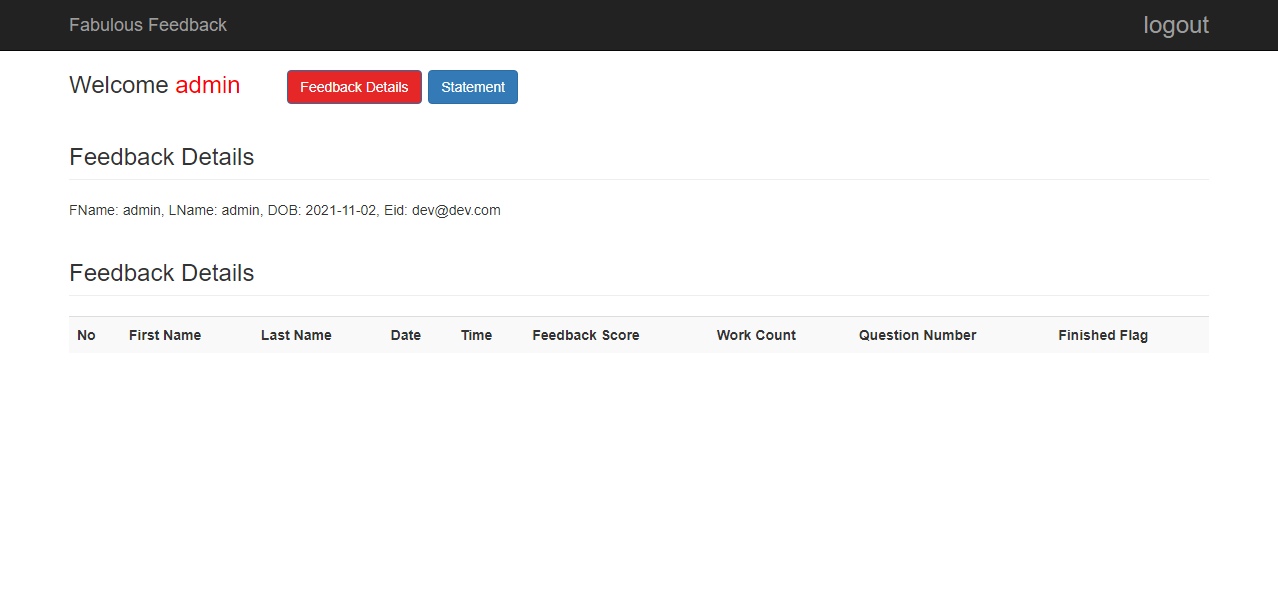 Fabulous Feedback logout
Welcome admin Feedback Details Statement
Feedback Details
FName: admin, LName: admin, DOB: 2021-11-02, Eid: dev@dev.com
Feedback Details
No First Name Last Name Date Time Feedback Score Work Count Question Number Finished Flag